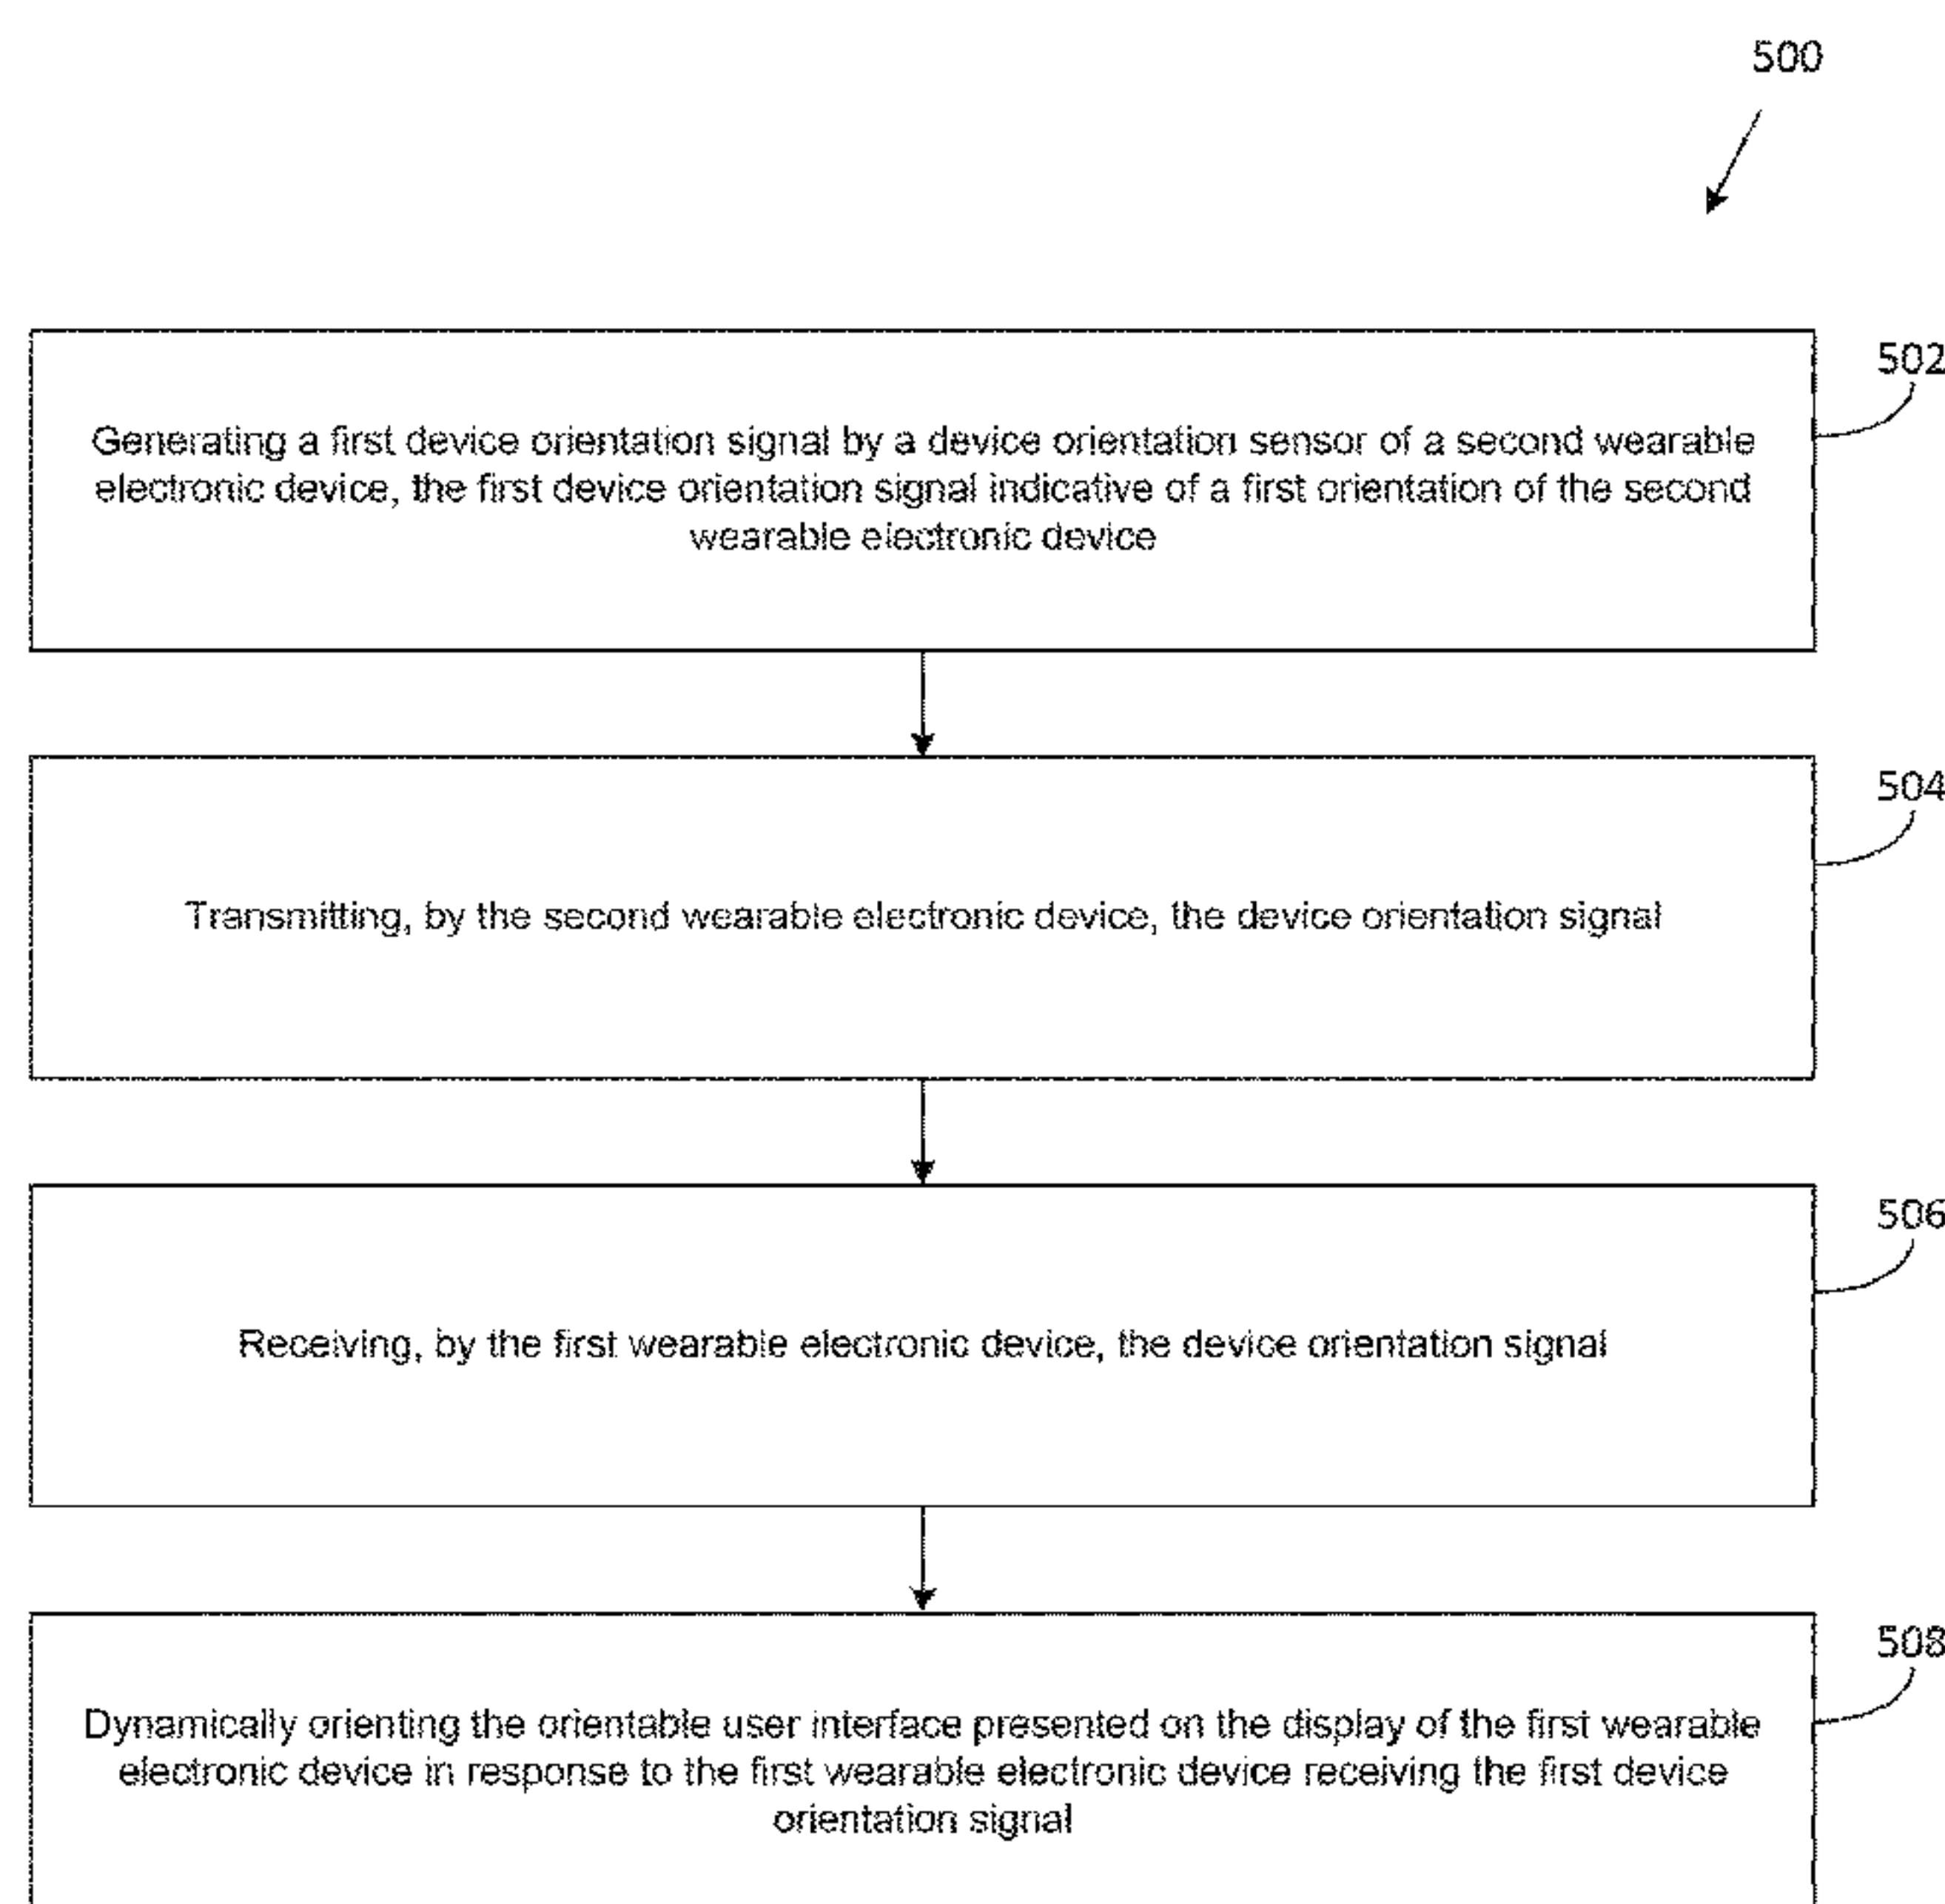 500
502
Generating a first device orientation signal by a device orientation sensor of a second wearable
electronic device, the first device orientation signal indicative of a first orientation of the second
wearable electronic device
504
Transmitting, by the second wearable electronic device, the device orientation signal
506
Receiving, by the first wearable electronic device, the device orientation signal
508
Dynamically orienting the orientable user interface presented on the display of the first wearable
electronic device in response to the first wearable electronic device receiving the first device
orientation signal